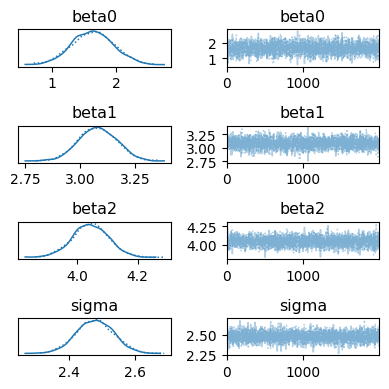 beta0 beta0
2
1
1 2 0 1000
beta1 beta1
3.25
3.00
2.75
2.75 3.00 3.25 0 1000
beta2 beta2
4.25
4.00
4.0 4.2 0 1000
sigma sigma
2.50
2.25
2.4 2.6 0 1000